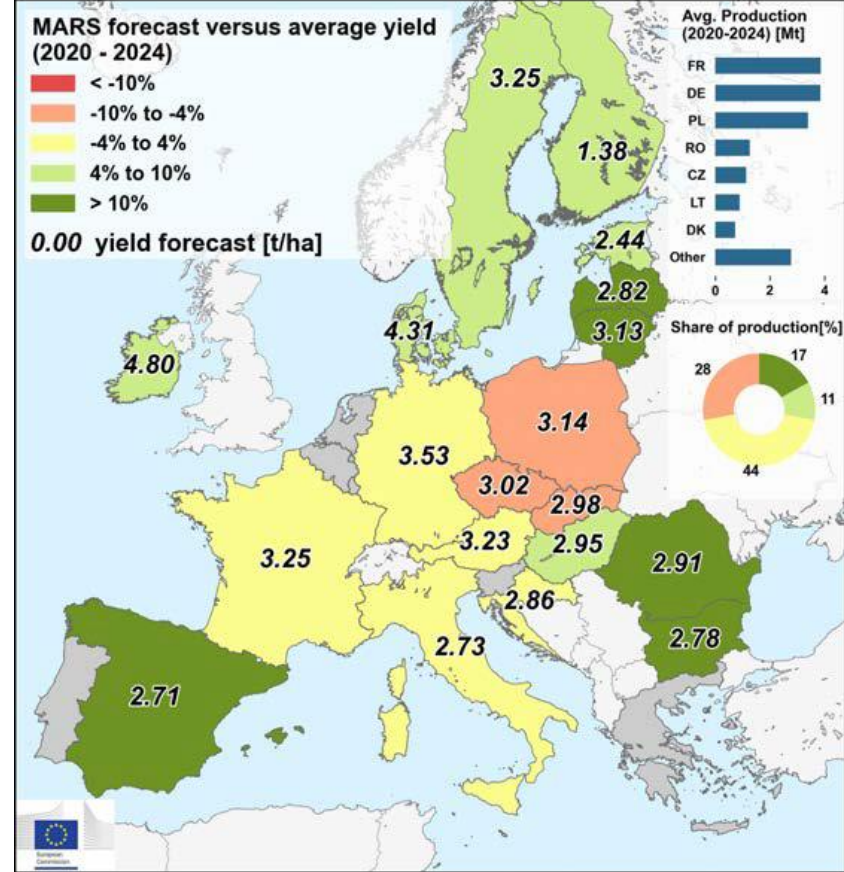 MARS forecast versus average yield
(2020 - 2024)
< -10%
-10% to -4%
-4% to 4%
4% to 10%
> 10%
0.00 yield forecast [t/ha]
Avg. Production
(2020-2024) [Mt]
FR
DE
PL
RO
CZ
LT
DK
Other
0 2 4
Share of production[%]
17
28
11
44
3.25
1.38
2.44
2.82
3.13
4.31
4.80
3.14
3.53
3.02
2.98
3.23
2.95
3.25
2.91
2.86
2.78
2.73
2.71
European
Commission